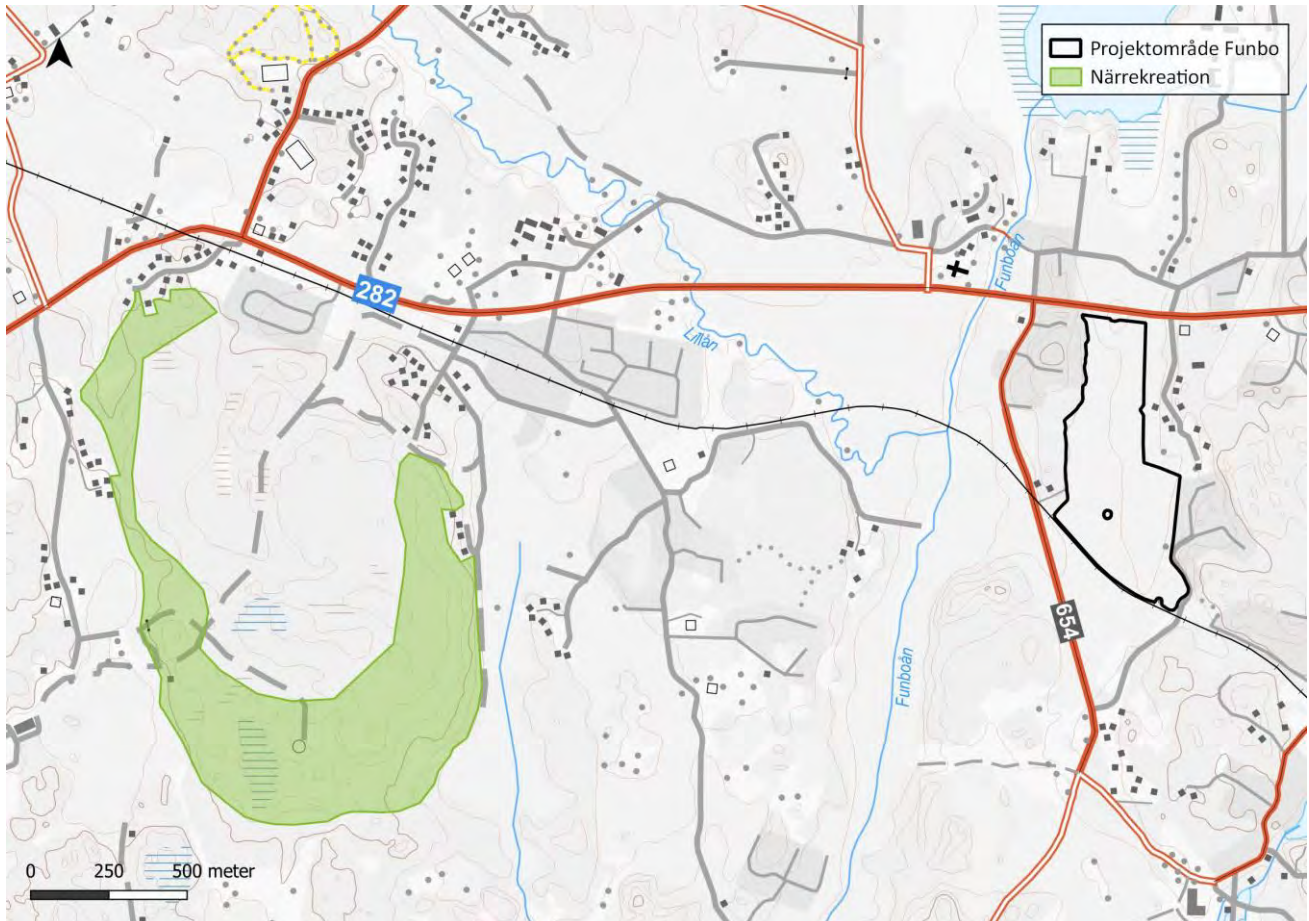 Projektområde Funbo
Närrekreation
282
Funboån
Lillån
654
Funboån
0 250 500 meter
L